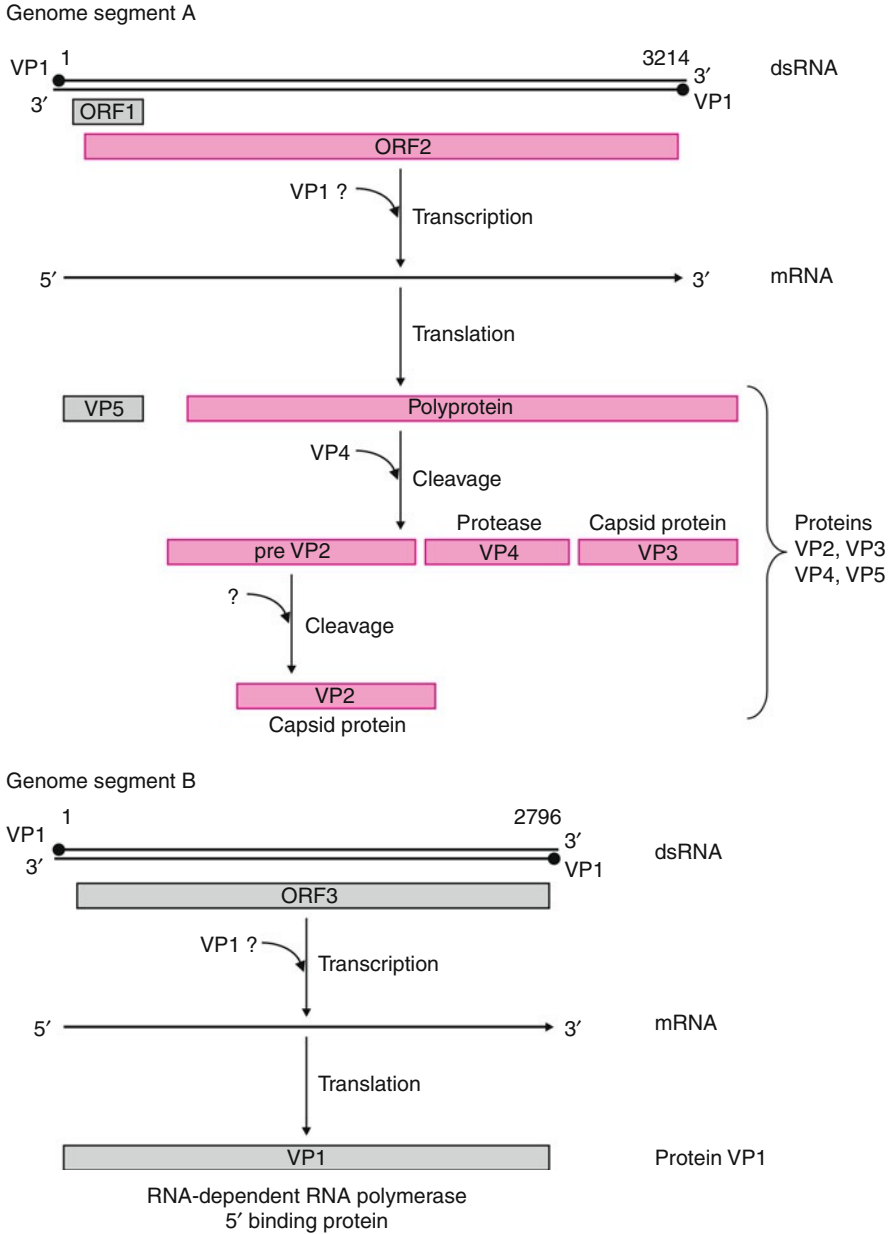 Genome segment A
1 3214
VP1 3′ dsRNA
3′ VP1
ORF1
ORF2
VP1 ?
Transcription
5′ 3′ mRNA
Translation
VP5 Polyprotein
VP4
Cleavage
Protease Capsid protein
pre VP2 VP4 VP3
Proteins
VP2, VP3
VP4, VP5
?
Cleavage
VP2
Capsid protein
Genome segment B
1 2796
VP1 3′ dsRNA
3′ VP1
ORF3
VP1 ?
Transcription
5′ 3′ mRNA
Translation
VP1 Protein VP1
RNA-dependent RNA polymerase
5′ binding protein